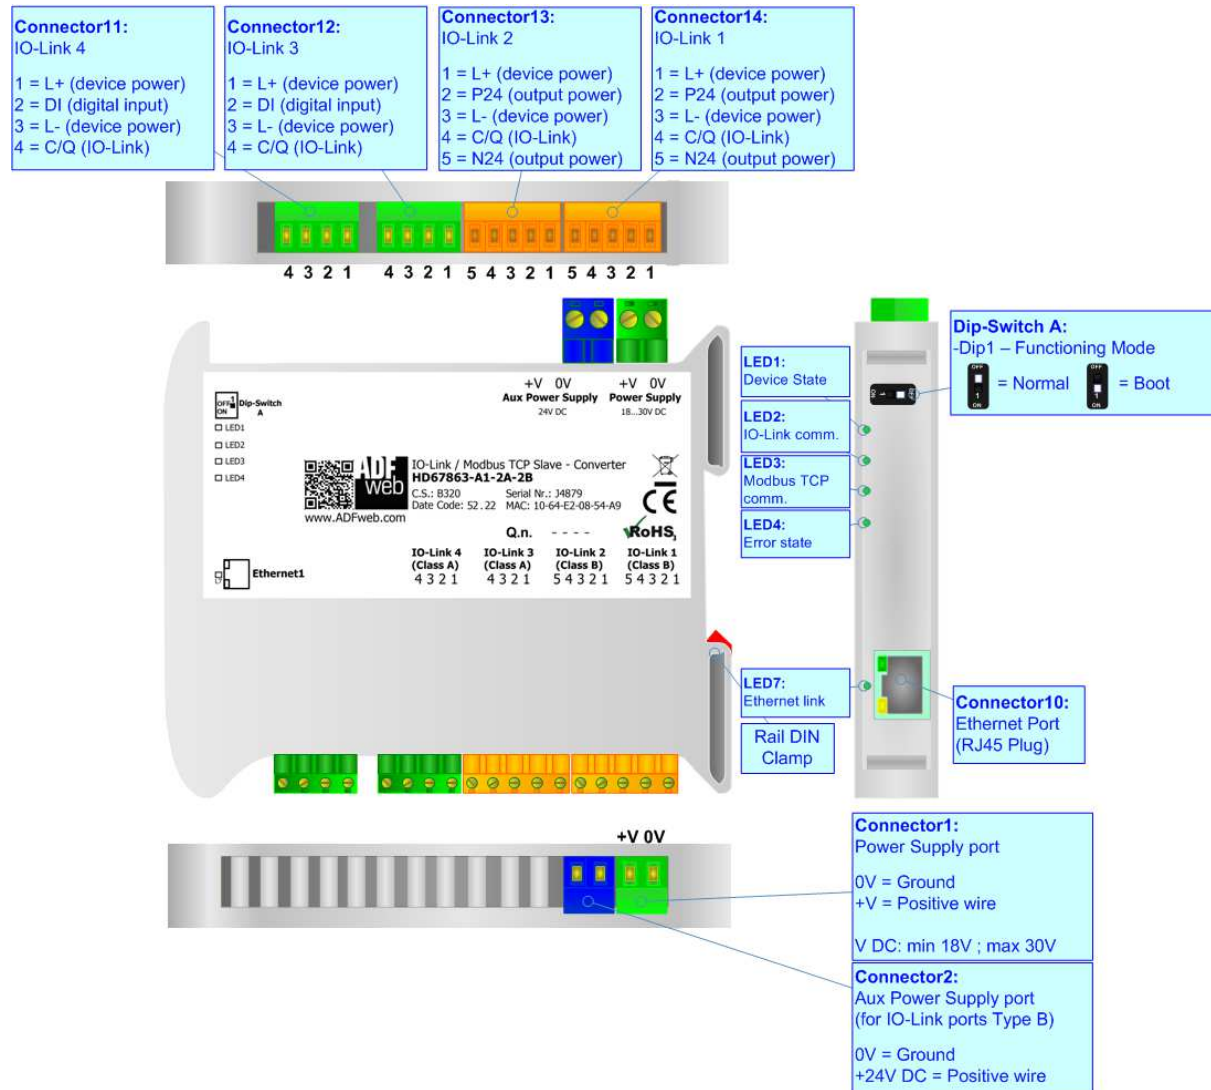 Connector11:
IO-Link 4
1 = L+ (device power)
2 = DI (digital input)
3 = L- (device power)
4 = C/Q (IO-Link)
Connector12:
IO-Link 3
1 = L+ (device power)
2 = DI (digital input)
3 = L- (device power)
4 = C/Q (IO-Link)
Connector13:
IO-Link 2
1 = L+ (device power)
2 = P24 (output power)
3 = L- (device power)
4 = C/Q (IO-Link)
5 = N24 (output power)
Connector14:
IO-Link 1
1 = L+ (device power)
2 = P24 (output power)
3 = L- (device power)
4 = C/Q (IO-Link)
5 = N24 (output power)
4 3 2 1 4 3 2 1 5 4 3 2 1 5 4 3 2 1
+V 0V
Aux Power Supply
24V DC
+V 0V
Power Supply
18...30V DC
OFF 1
ON
Dip-Switch
A
LED1
LED2
LED3
LED4
ADF
web
www.ADFweb.com
IO-Link / Modbus TCP Slave - Converter
HD67863-A1-2A-2B
C.S.: B320 Serial Nr.: J4879
Date Code: 52.22 MAC: 10-64-E2-08-54-A9
CE
Q.n. - - - -
RoHS
IO-Link 4
(Class A)
4 3 2 1
IO-Link 3
(Class A)
4 3 2 1
IO-Link 2
(Class B)
5 4 3 2 1
IO-Link 1
(Class B)
5 4 3 2 1
Ethernet1
LED1:
Device State
LED2:
IO-Link comm.
LED3:
Modbus TCP
comm.
LED4:
Error state
Dip-Switch A:
-Dip1 – Functioning Mode
OFF
1
ON
= Normal
OFF
1
ON
= Boot
LED7:
Ethernet link
Rail DIN
Clamp
Connector10:
Ethernet Port
(RJ45 Plug)
+V 0V
Connector1:
Power Supply port
0V = Ground
+V = Positive wire
V DC: min 18V ; max 30V
Connector2:
Aux Power Supply port
(for IO-Link ports Type B)
0V = Ground
+24V DC = Positive wire